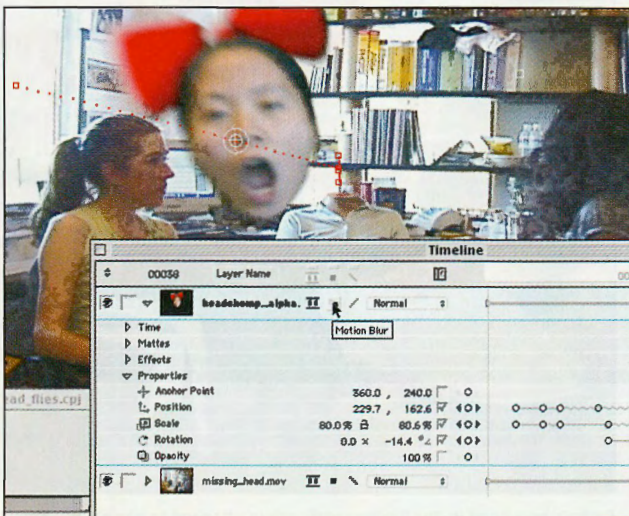 Timeline
00038 Layer Name 00
headchomp_alpha. Normal
Motion Blur
Time
Mattes
Effects
Properties
Anchor Point 360.0 , 240.0
Position 229.7 , 162.6
Scale 80.0% 80.6%
Rotation 0.0 x -14.4 °
Opacity 100%
ead_flies.cpj
missing_head.mov Normal